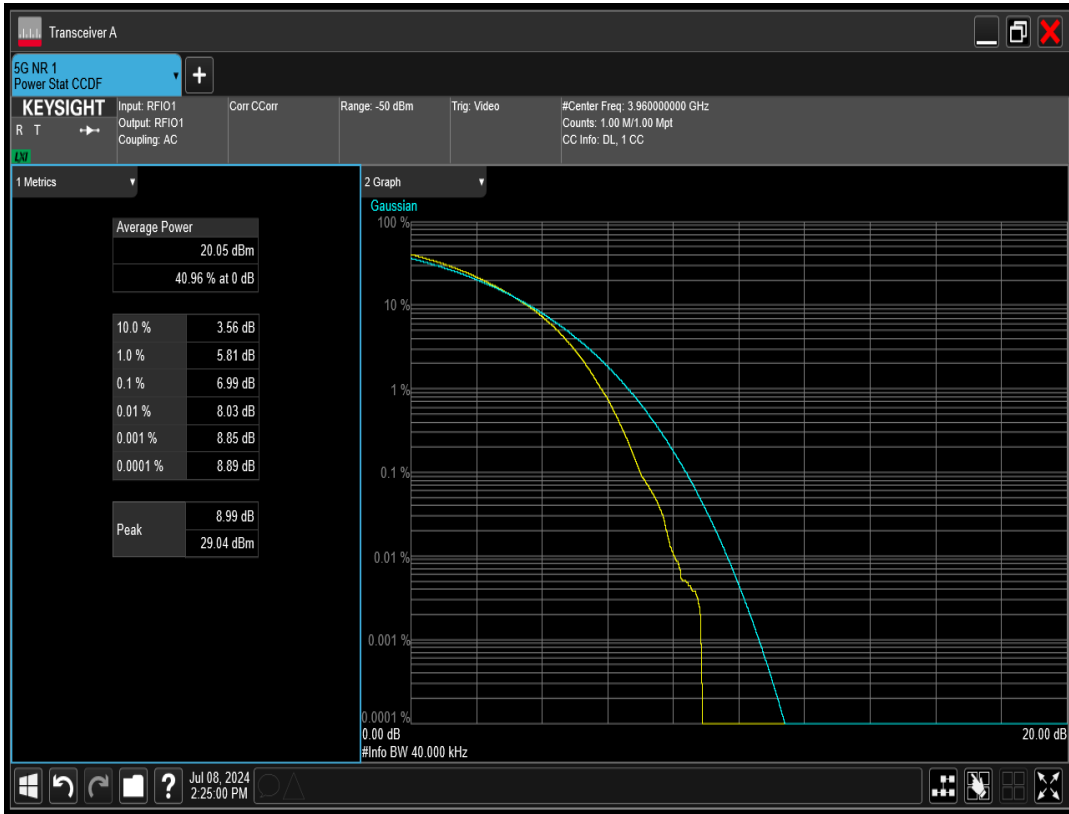 Transceiver A
5G NR 1
Power Stat CCDF
+
KEYSIGHT
R T
LXI
Input: RFIO1
Output: RFIO1
Coupling: AC
Corr CCorr
Range: -50 dBm
Trig: Video
#Center Freq: 3.960000000 GHz
Counts: 1.00 M/1.00 Mpt
CC Info: DL, 1 CC
1 Metrics
Average Power
20.05 dBm
40.96 % at 0 dB
10.0 % 3.56 dB
1.0 % 5.81 dB
0.1 % 6.99 dB
0.01 % 8.03 dB
0.001 % 8.85 dB
0.0001 % 8.89 dB
Peak
8.99 dB
29.04 dBm
2 Graph
Gaussian
100 %
10 %
1 %
0.1 %
0.01 %
0.001 %
0.0001 %
0.00 dB 20.00 dB
#Info BW 40.000 kHz
?
Jul 08, 2024
2:25:00 PM